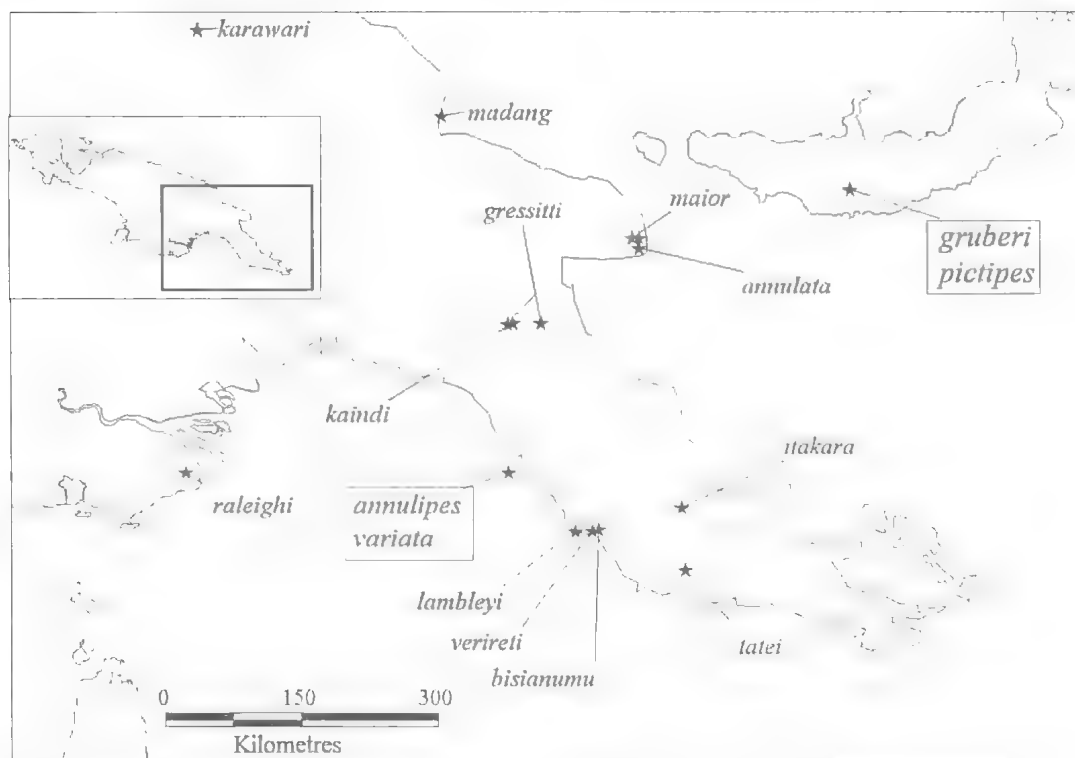 karawari
madang
gressitti
maior
annulata
gruberi
pictipes
kaindi
itakara
raleighi
annulipes
variata
lambleyi
verireti
bisianumu
tatei
0 150 300
Kilometres